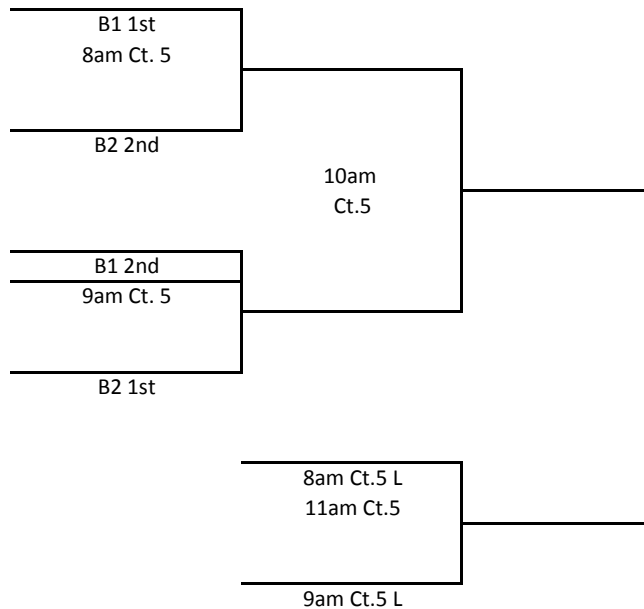 B1 1st
8am Ct. 5
B2 2nd
10am
Ct.5
B1 2nd
9am Ct. 5
B2 1st
8am Ct.5 L
11am Ct.5
9am Ct.5 L